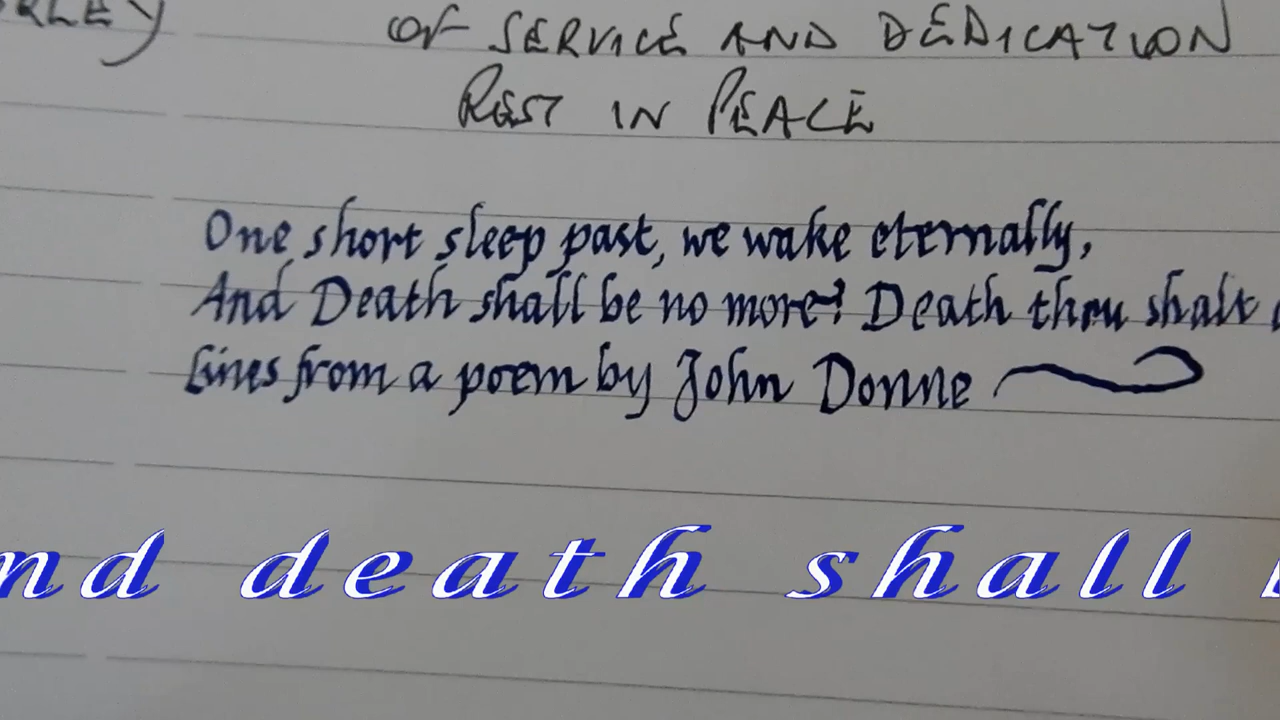 RLEY
OF SERVICE AND DEDICATION
REST IN PEACE
One short sleep past, we wake eternally,
And Death shall be no more! Death thou shalt
Lines from a poem by John Donne
nd death shall